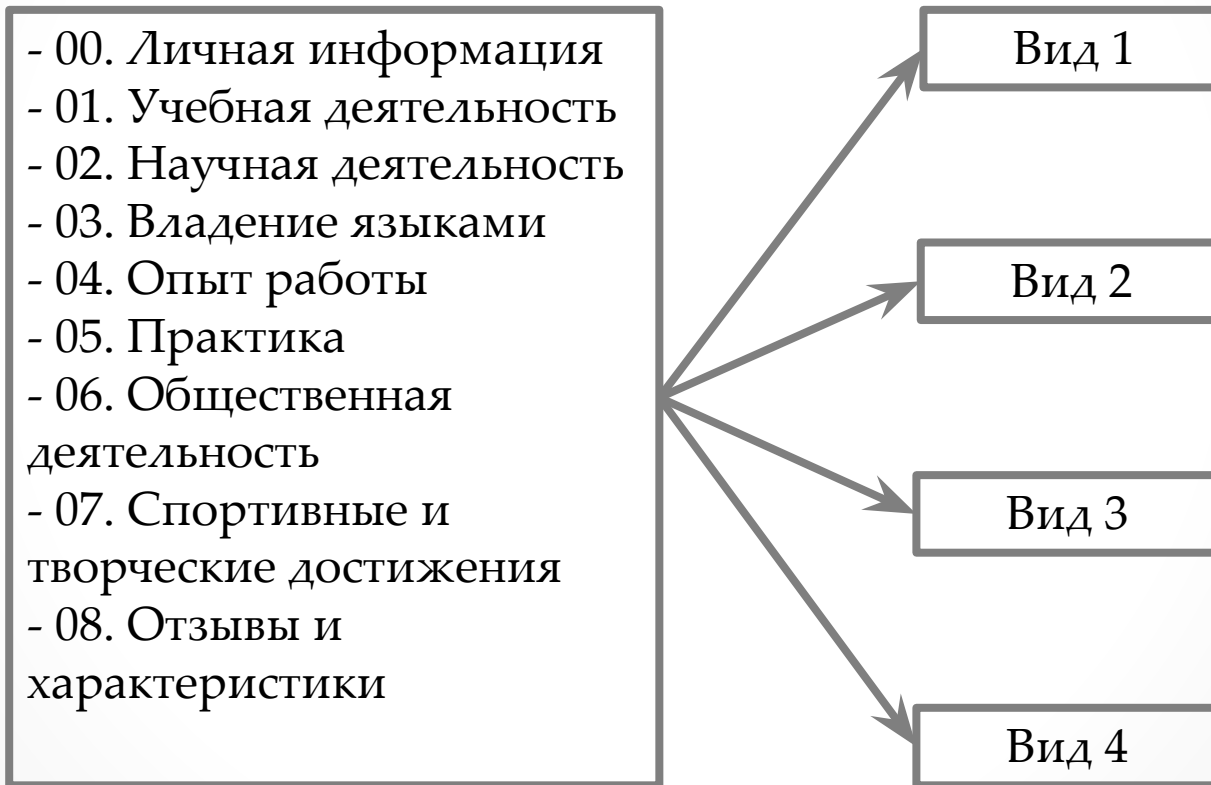 - 00. Личная информация
- 01. Учебная деятельность
- 02. Научная деятельность
- 03. Владение языками
- 04. Опыт работы
- 05. Практика
- 06. Общественная
деятельность
- 07. Спортивные и
творческие достижения
- 08. Отзывы и
характеристики
Вид 1
Вид 2
Вид 3
Вид 4